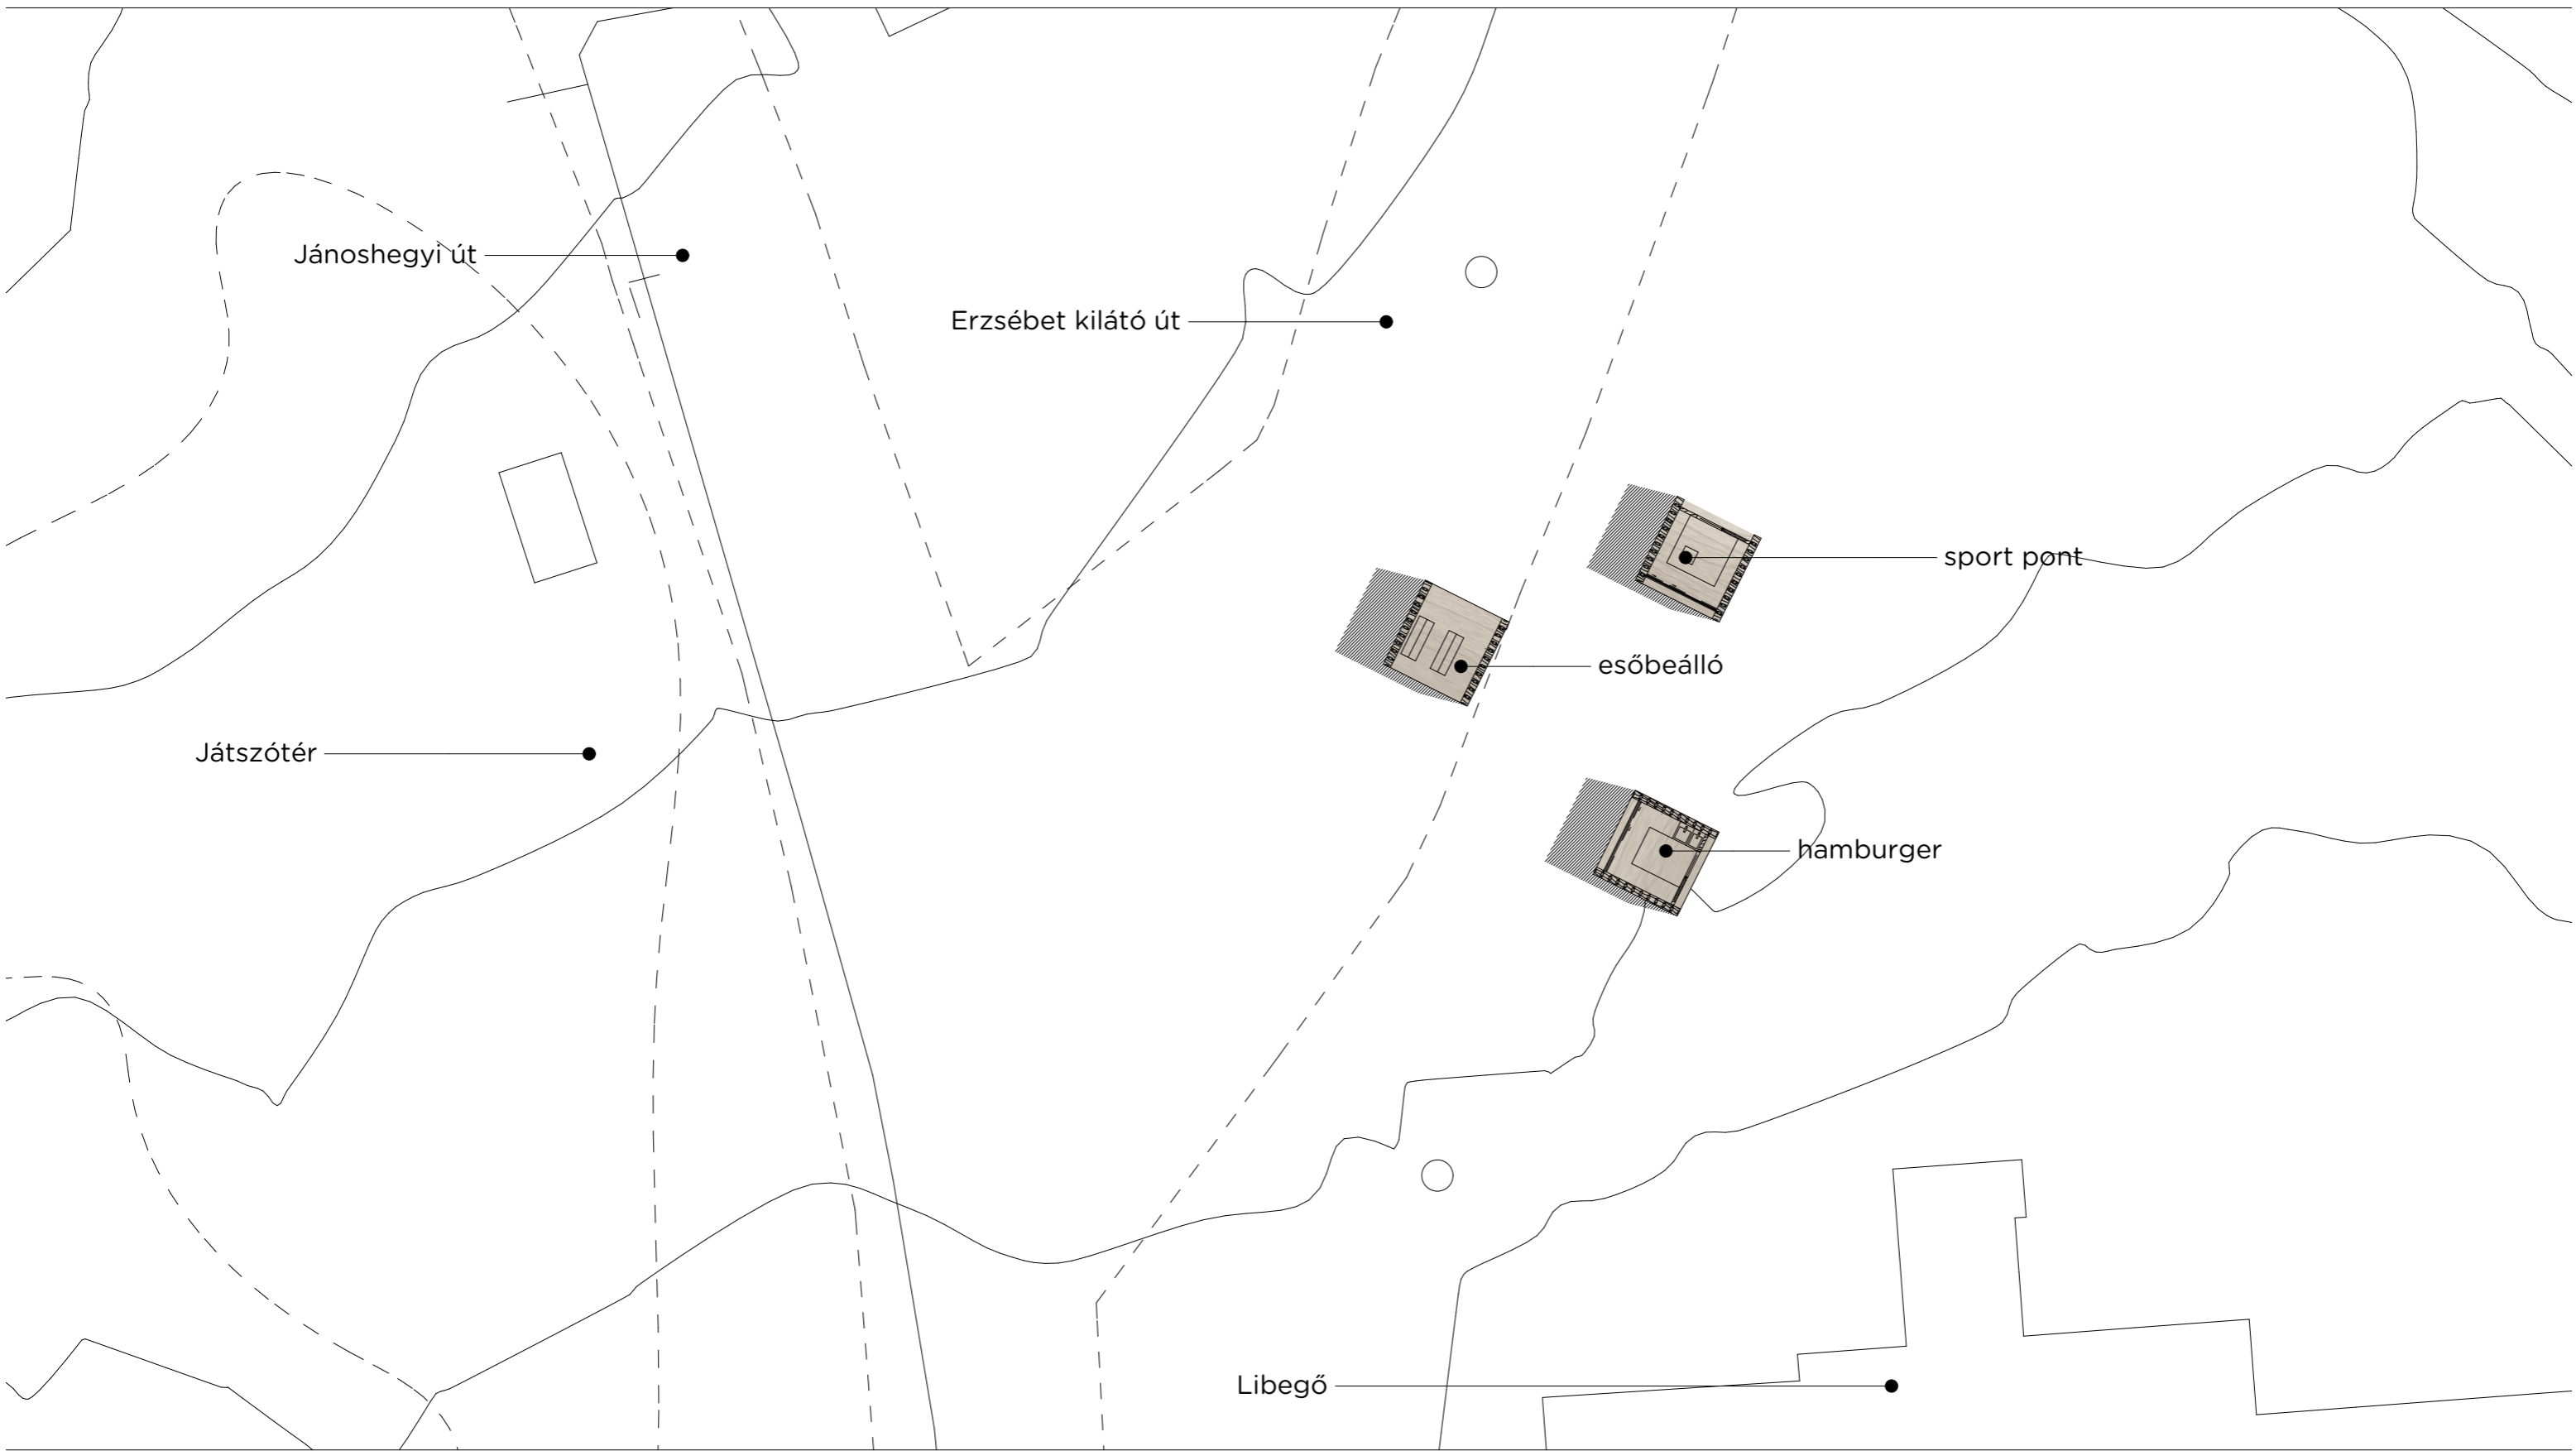 Jánoshegyi út
Erzsébet kilátó út
sport pont
esőbeálló
Játszótér
hamburger
Libegő